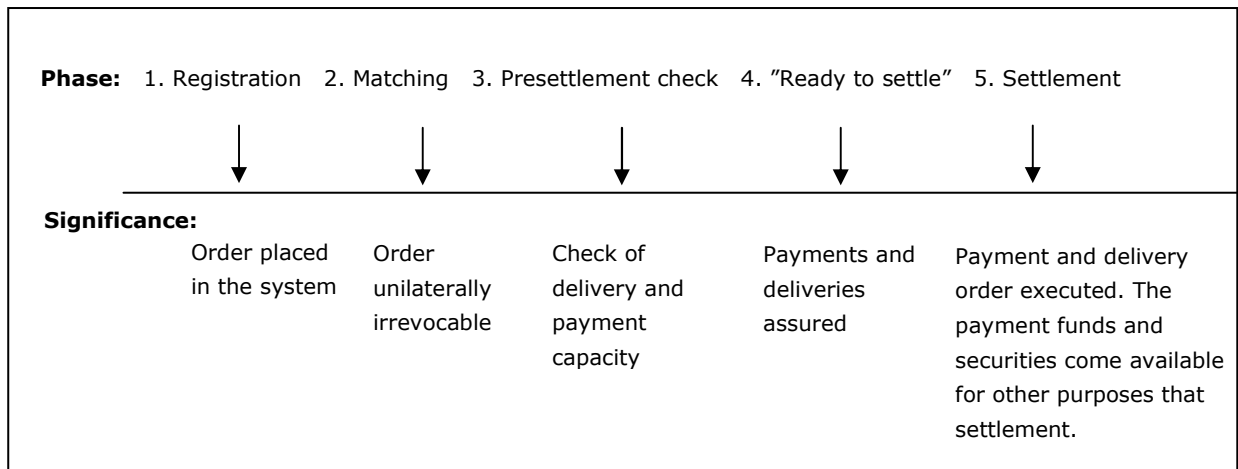 Phase: 1. Registration 2. Matching 3. Presettlement check 4. ”Ready to settle” 5. Settlement
Significance:
Order placed
in the system
Order
unilaterally
irrevocable
Check of
delivery and
payment
capacity
Payments and
deliveries
assured
Payment and delivery
order executed. The
payment funds and
securities come available
for other purposes that
settlement.